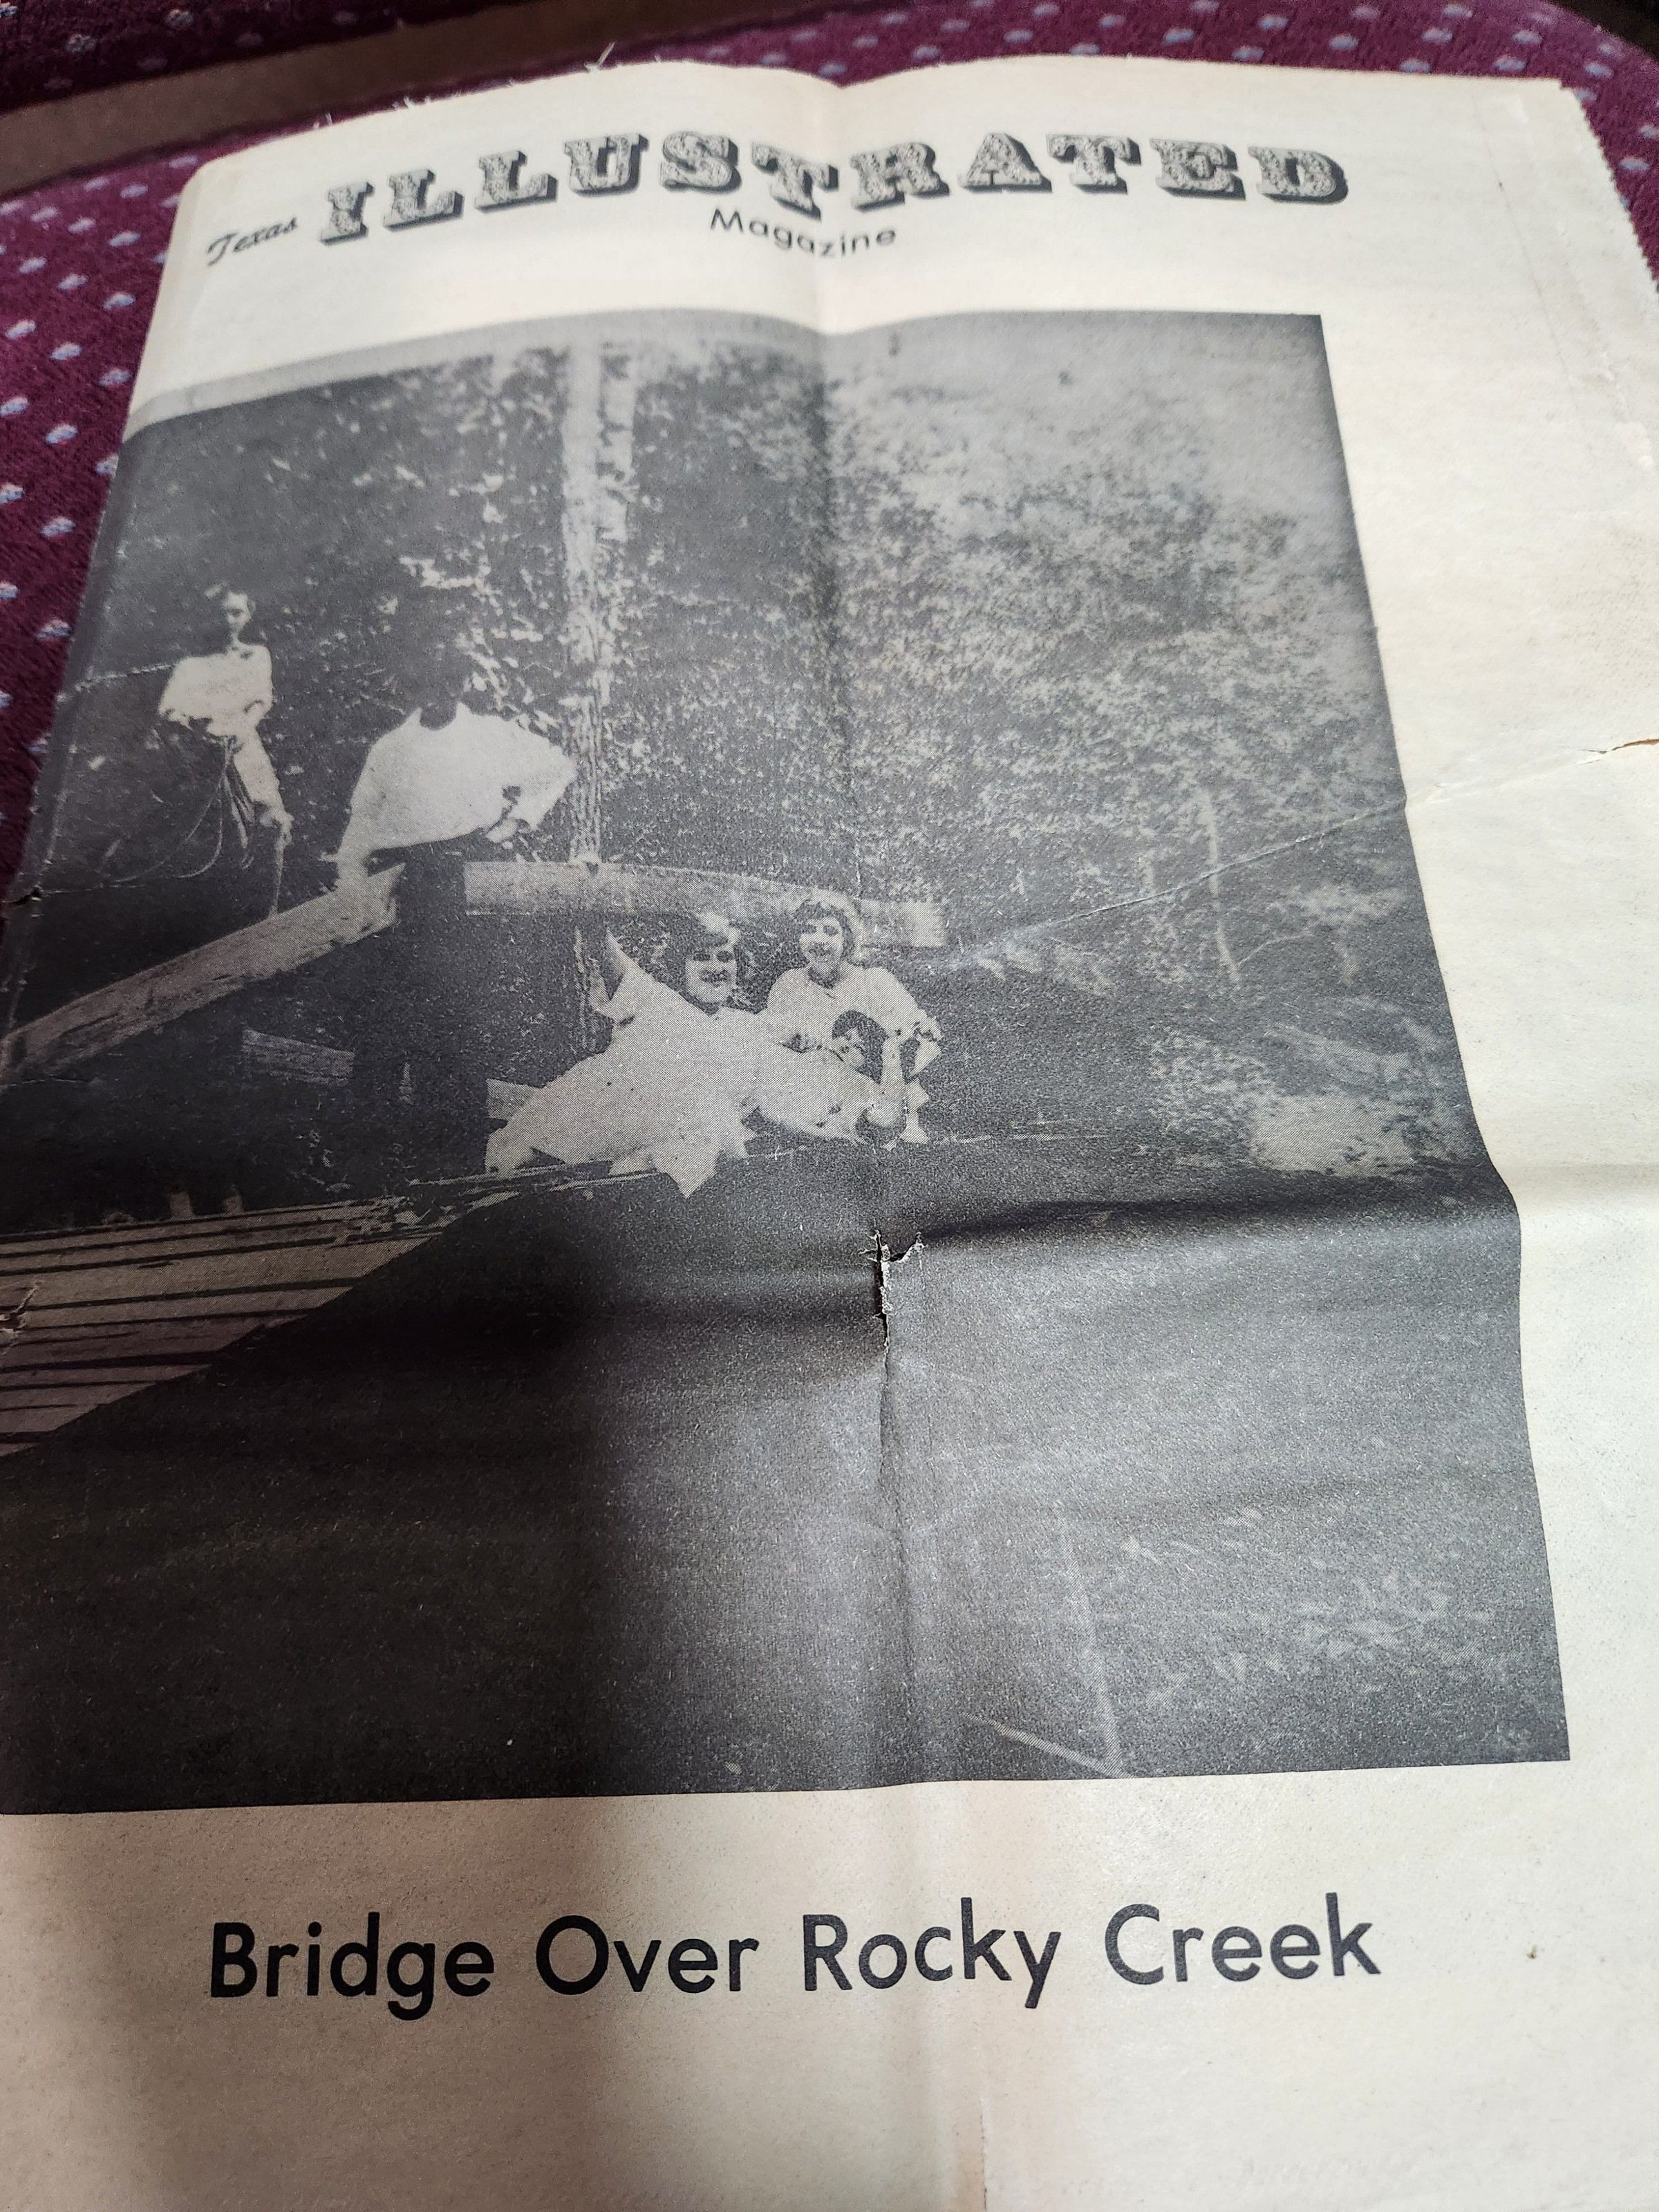 Texas ILLUSTRATED
Magazine
Bridge Over Rocky Creek